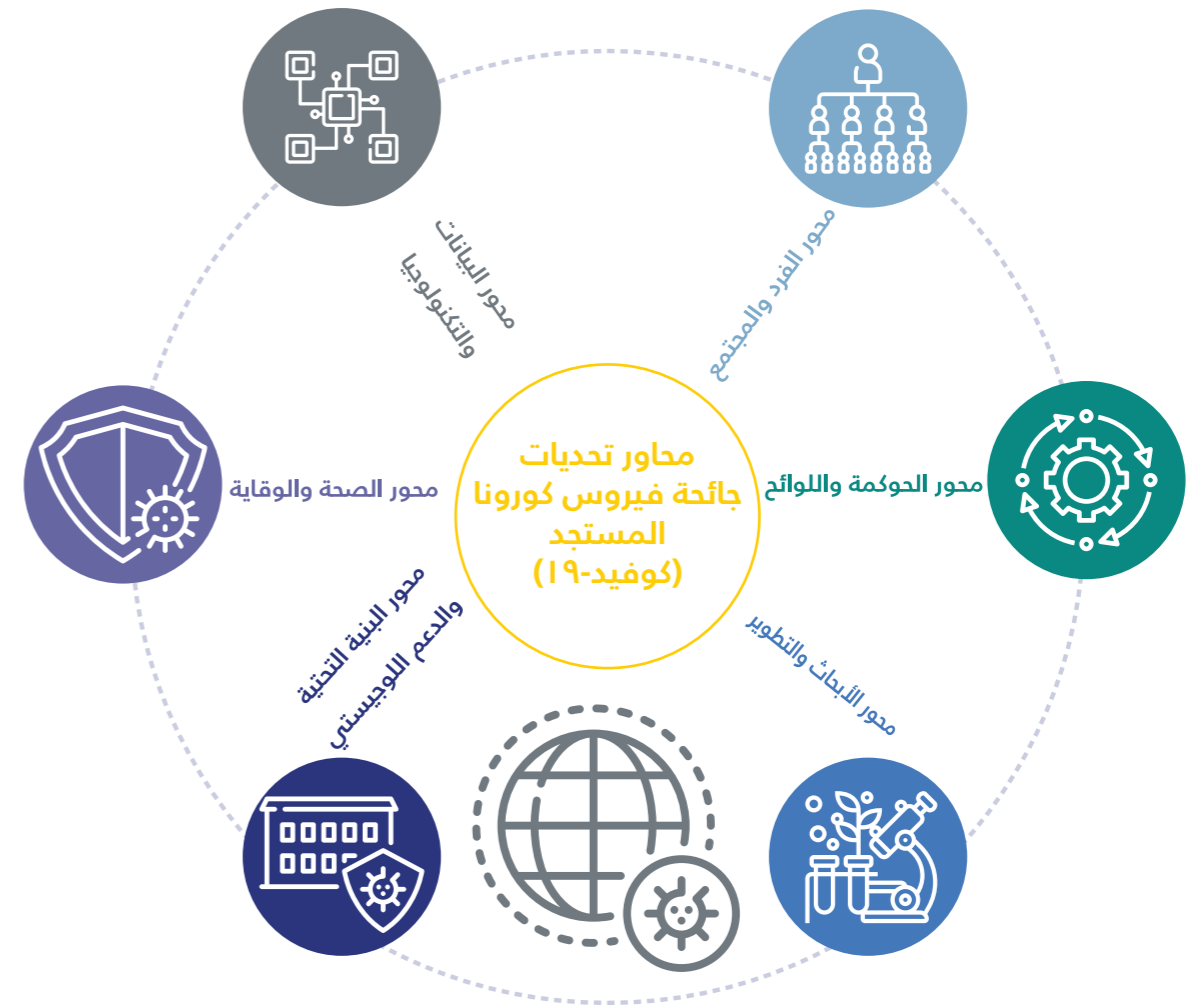 محور البيانات
والتكنولوجيا
محور الفرد والمجتمع
محور الصحة والوقاية
محاور تحديات
جائحة فيروس كورونا
المستجد
(كوفيد-١٩)
محور الحوكمة واللوائح
محور البنية التحتية
والدعم اللوجيستي
محور الأبحاث والتطوير